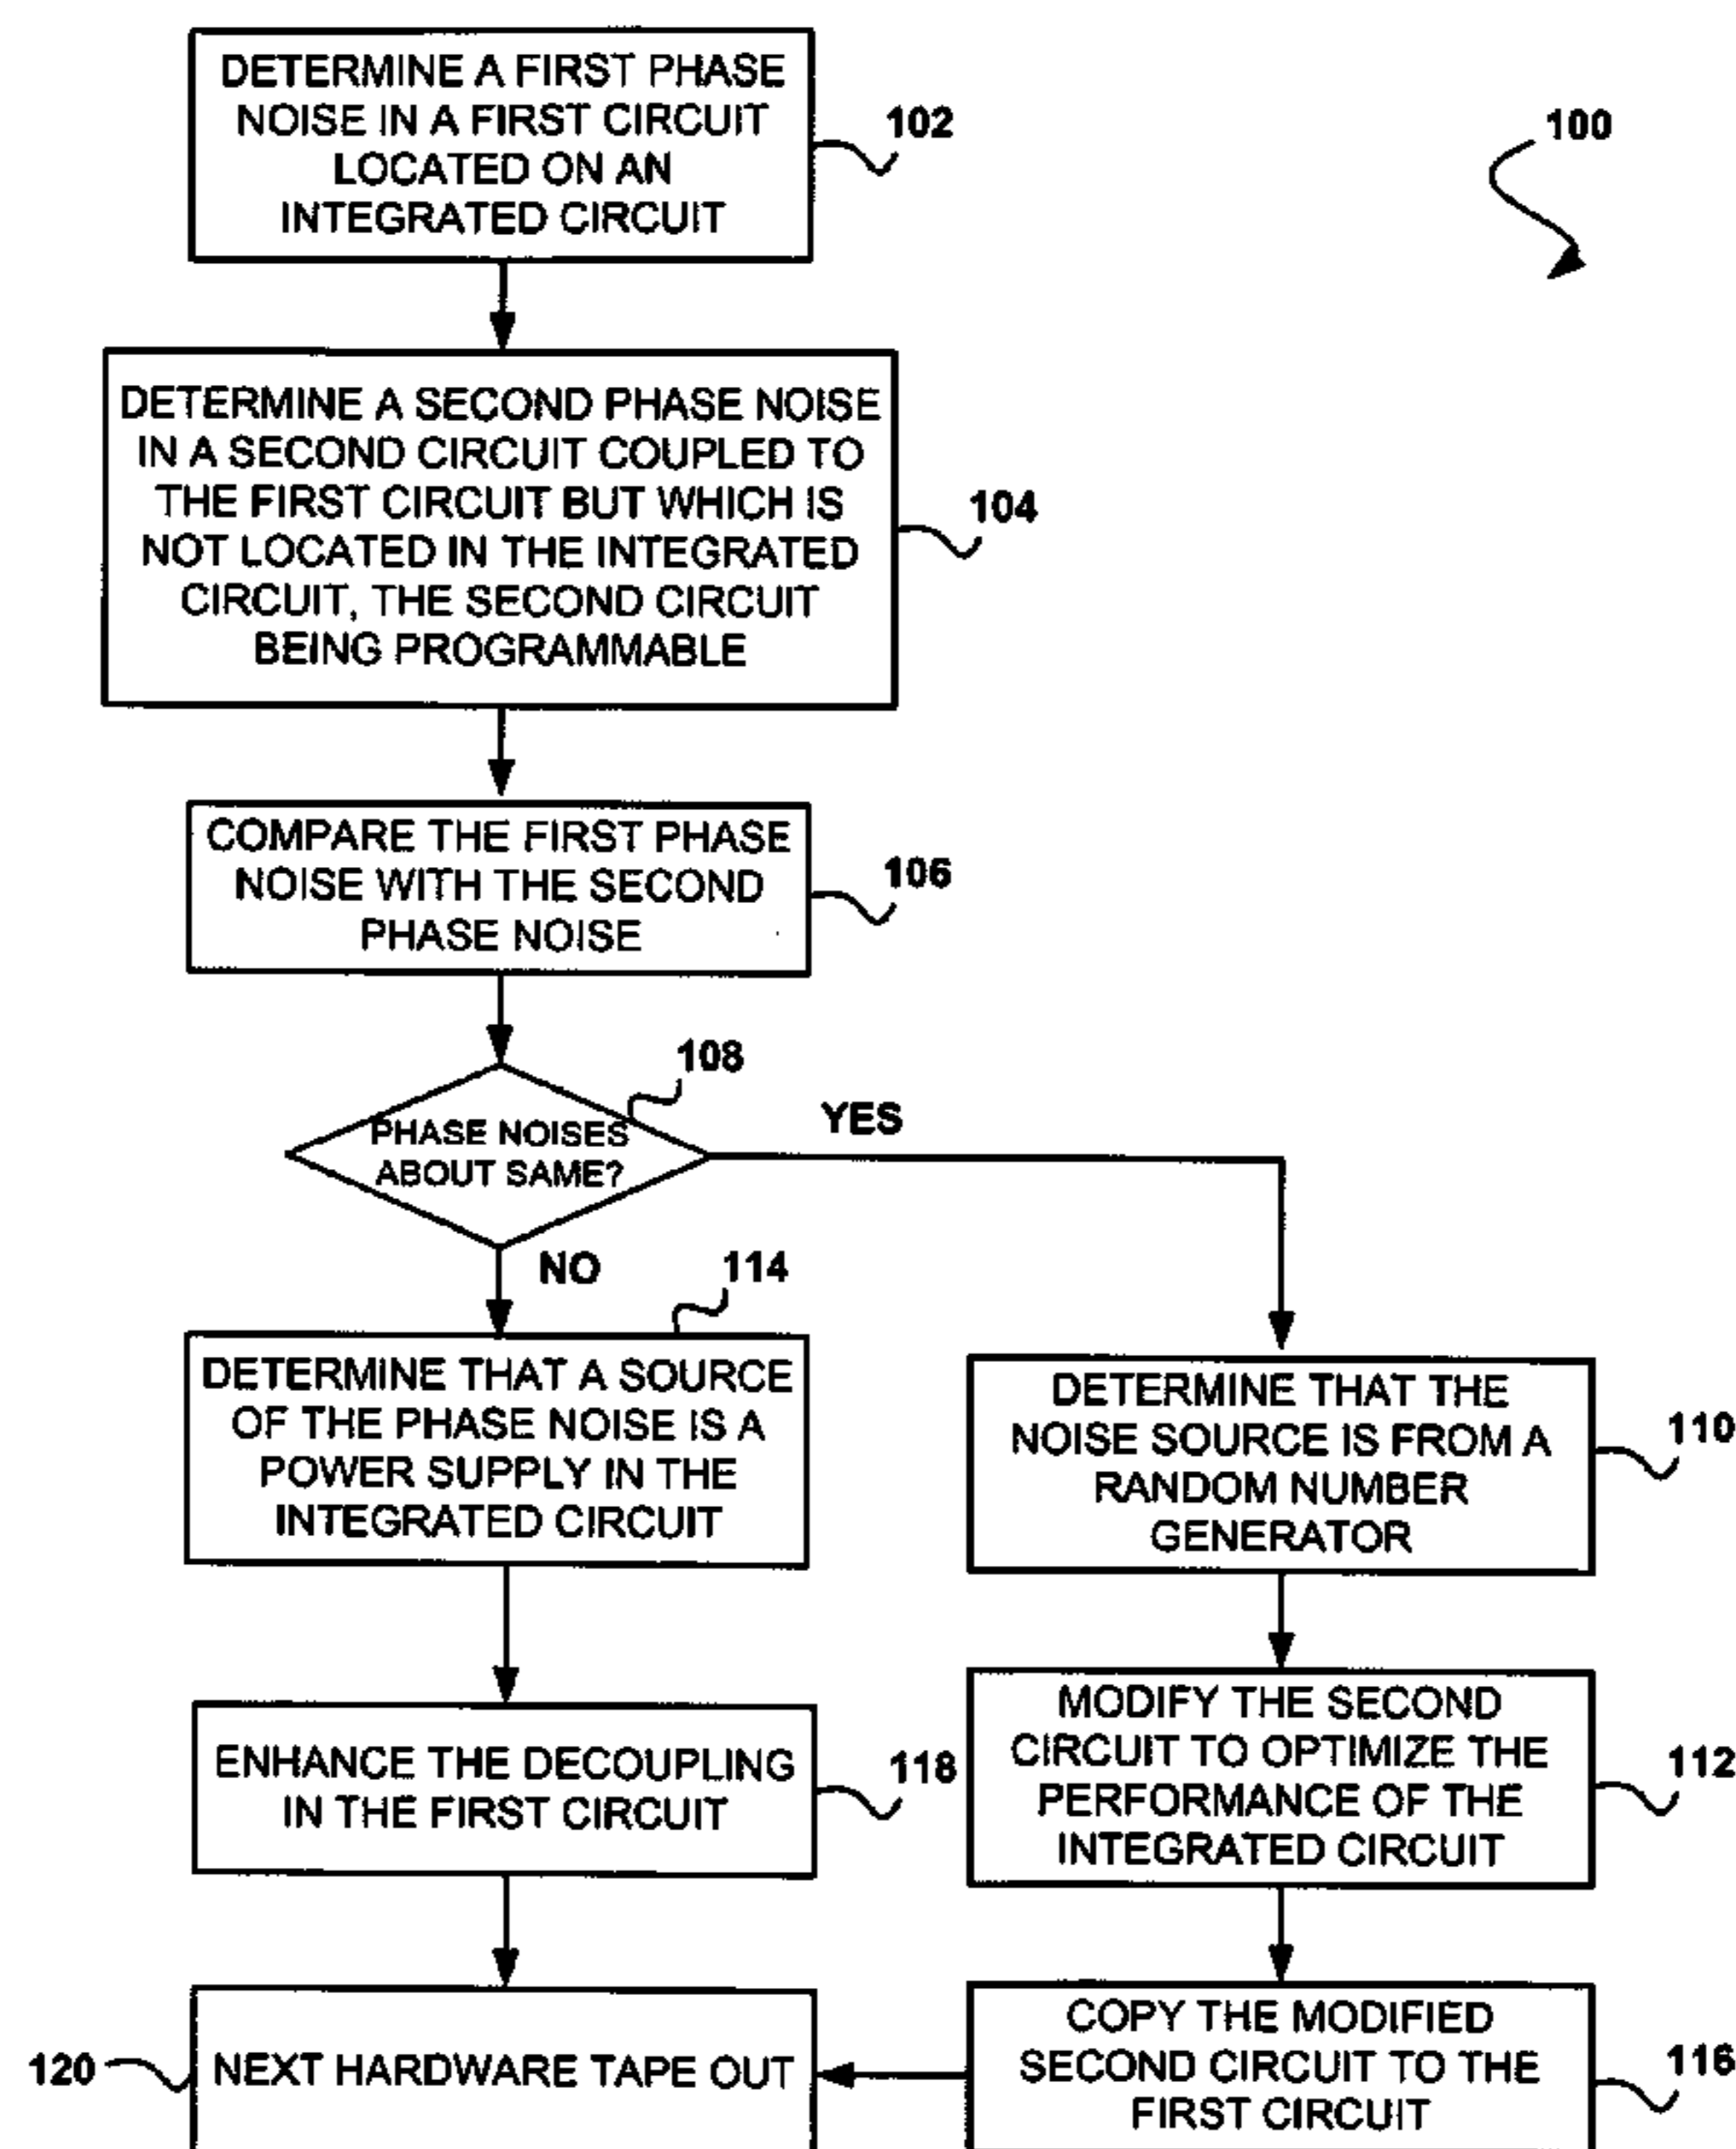 DETERMINE A FIRST PHASE
NOISE IN A FIRST CIRCUIT
LOCATED ON AN
INTEGRATED CIRCUIT
102
100
DETERMINE A SECOND PHASE NOISE
IN A SECOND CIRCUIT COUPLED TO
THE FIRST CIRCUIT BUT WHICH IS
NOT LOCATED IN THE INTEGRATED
CIRCUIT, THE SECOND CIRCUIT
BEING PROGRAMMABLE
104
COMPARE THE FIRST PHASE
NOISE WITH THE SECOND
PHASE NOISE
106
108
PHASE NOISES
ABOUT SAME?
YES
NO
114
DETERMINE THAT A SOURCE
OF THE PHASE NOISE IS A
POWER SUPPLY IN THE
INTEGRATED CIRCUIT
DETERMINE THAT THE
NOISE SOURCE IS FROM A
RANDOM NUMBER
GENERATOR
110
ENHANCE THE DECOUPLING
IN THE FIRST CIRCUIT
118
MODIFY THE SECOND
CIRCUIT TO OPTIMIZE THE
PERFORMANCE OF THE
INTEGRATED CIRCUIT
112
120
NEXT HARDWARE TAPE OUT
COPY THE MODIFIED
SECOND CIRCUIT TO THE
FIRST CIRCUIT
116